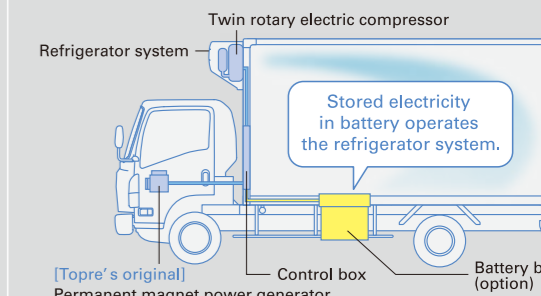 Twin rotary electric compressor
Refrigerator system
Stored electricity
in battery operates
the refrigerator system.
[Topre's original]
Permanent magnet power generator
Control box
Battery b
(option)